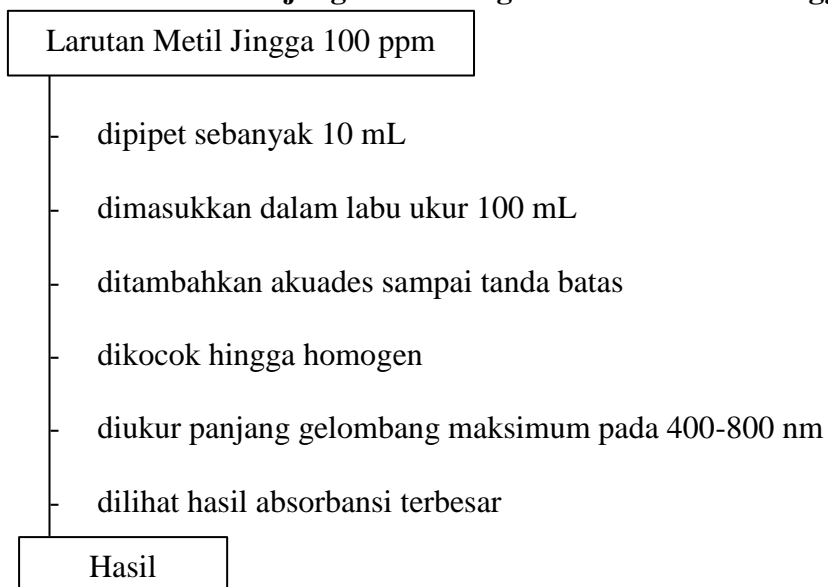 Larutan Metil Jingga 100 ppm
- dipipet sebanyak 10 mL
- dimasukkan dalam labu ukur 100 mL
- ditambahkan akuades sampai tanda batas
- dikocok hingga homogen
- diukur panjang gelombang maksimum pada 400-800 nm
- dilihat hasil absorbansi terbesar
Hasil